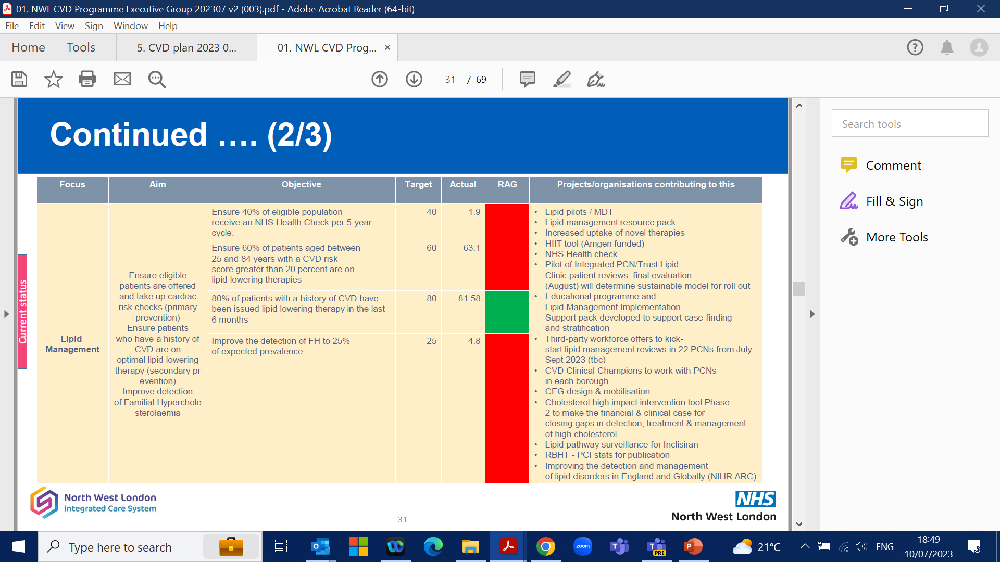 01. NWL CVD Programme Executive Group 202307 v2 (003).pdf - Adobe Acrobat Reader (64-bit)
File Edit View Sign Window Help
Home Tools 5. CVD plan 2023 0... 01. NWL CVD Prog... ×
31 / 69
Continued …. (2/3)
Current status
Focus Aim Objective Target Actual RAG Projects/organisations contributing to this
Lipid
Management
Ensure eligible
patients are offered
and take up cardiac
risk checks (primary
prevention)
Ensure patients
who have a history of
CVD are on
optimal lipid lowering
therapy (secondary pr
evention)
Improve detection
of Familial Hyperchole
sterolaemia
Ensure 40% of eligible population
receive an NHS Health Check per 5-year
cycle.
40 1.9
Ensure 60% of patients aged between
25 and 84 years with a CVD risk
score greater than 20 percent are on
lipid lowering therapies
60 63.1
80% of patients with a history of CVD have
been issued lipid lowering therapy in the last
6 months
80 81.58
Improve the detection of FH to 25%
of expected prevalence
25 4.8
• Lipid pilots / MDT
• Lipid management resource pack
• Increased uptake of novel therapies
• HIIT tool (Amgen funded)
• NHS Health check
• Pilot of Integrated PCN/Trust Lipid
Clinic patient reviews: final evaluation
(August) will determine sustainable model for roll out
• Educational programme and
Lipid Management Implementation
Support pack developed to support case-finding
and stratification
• Third-party workforce offers to kick-
start lipid management reviews in 22 PCNs from July-
Sept 2023 (tbc)
• CVD Clinical Champions to work with PCNs
in each borough
• CEG design & mobilisation
• Cholesterol high impact intervention tool Phase
2 to make the financial & clinical case for
closing gaps in detection, treatment & management
of high cholesterol
• Lipid pathway surveillance for Inclisiran
• RBHT - PCI stats for publication
• Improving the detection and management
of lipid disorders in England and Globally (NIHR ARC)
North West London
Integrated Care System
31
NHS
North West London
Search tools
Comment
Fill & Sign
More Tools
Type here to search
zoom
PRE
21°C
ENG
18:49
10/07/2023